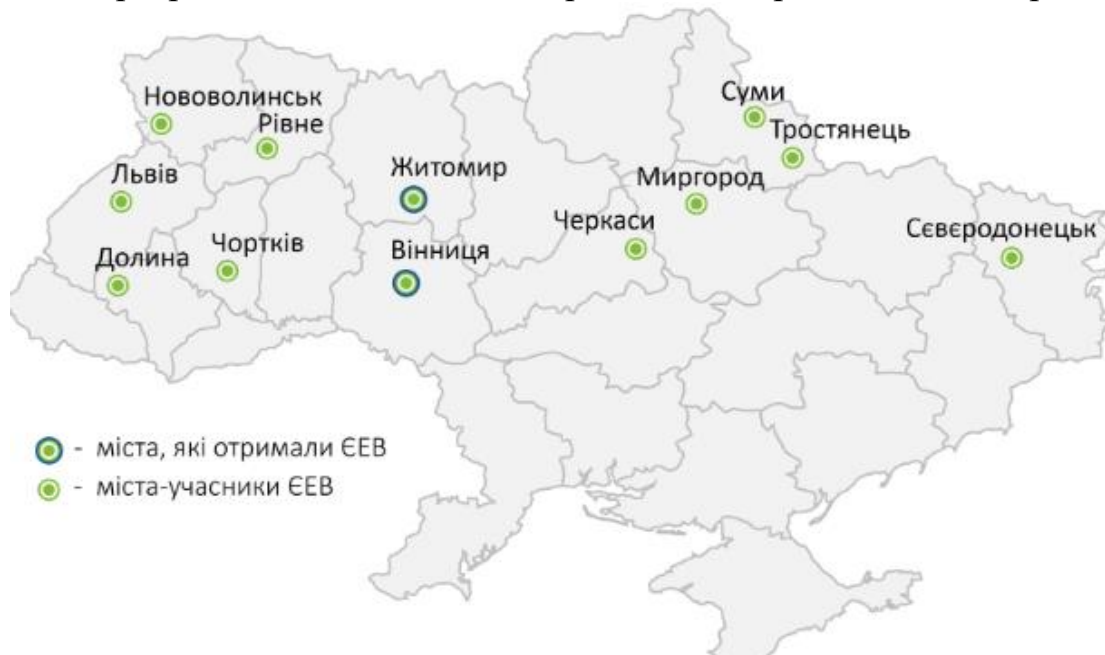 Нововолинськ
Рівне
Суми
Тростянець
Львів
Житомир
Миргород
Черкаси
Сєвєродонецьк
Долина
Чортків
Вінниця
- міста, які отримали ЄЕВ
- міста-учасники ЄЕВ